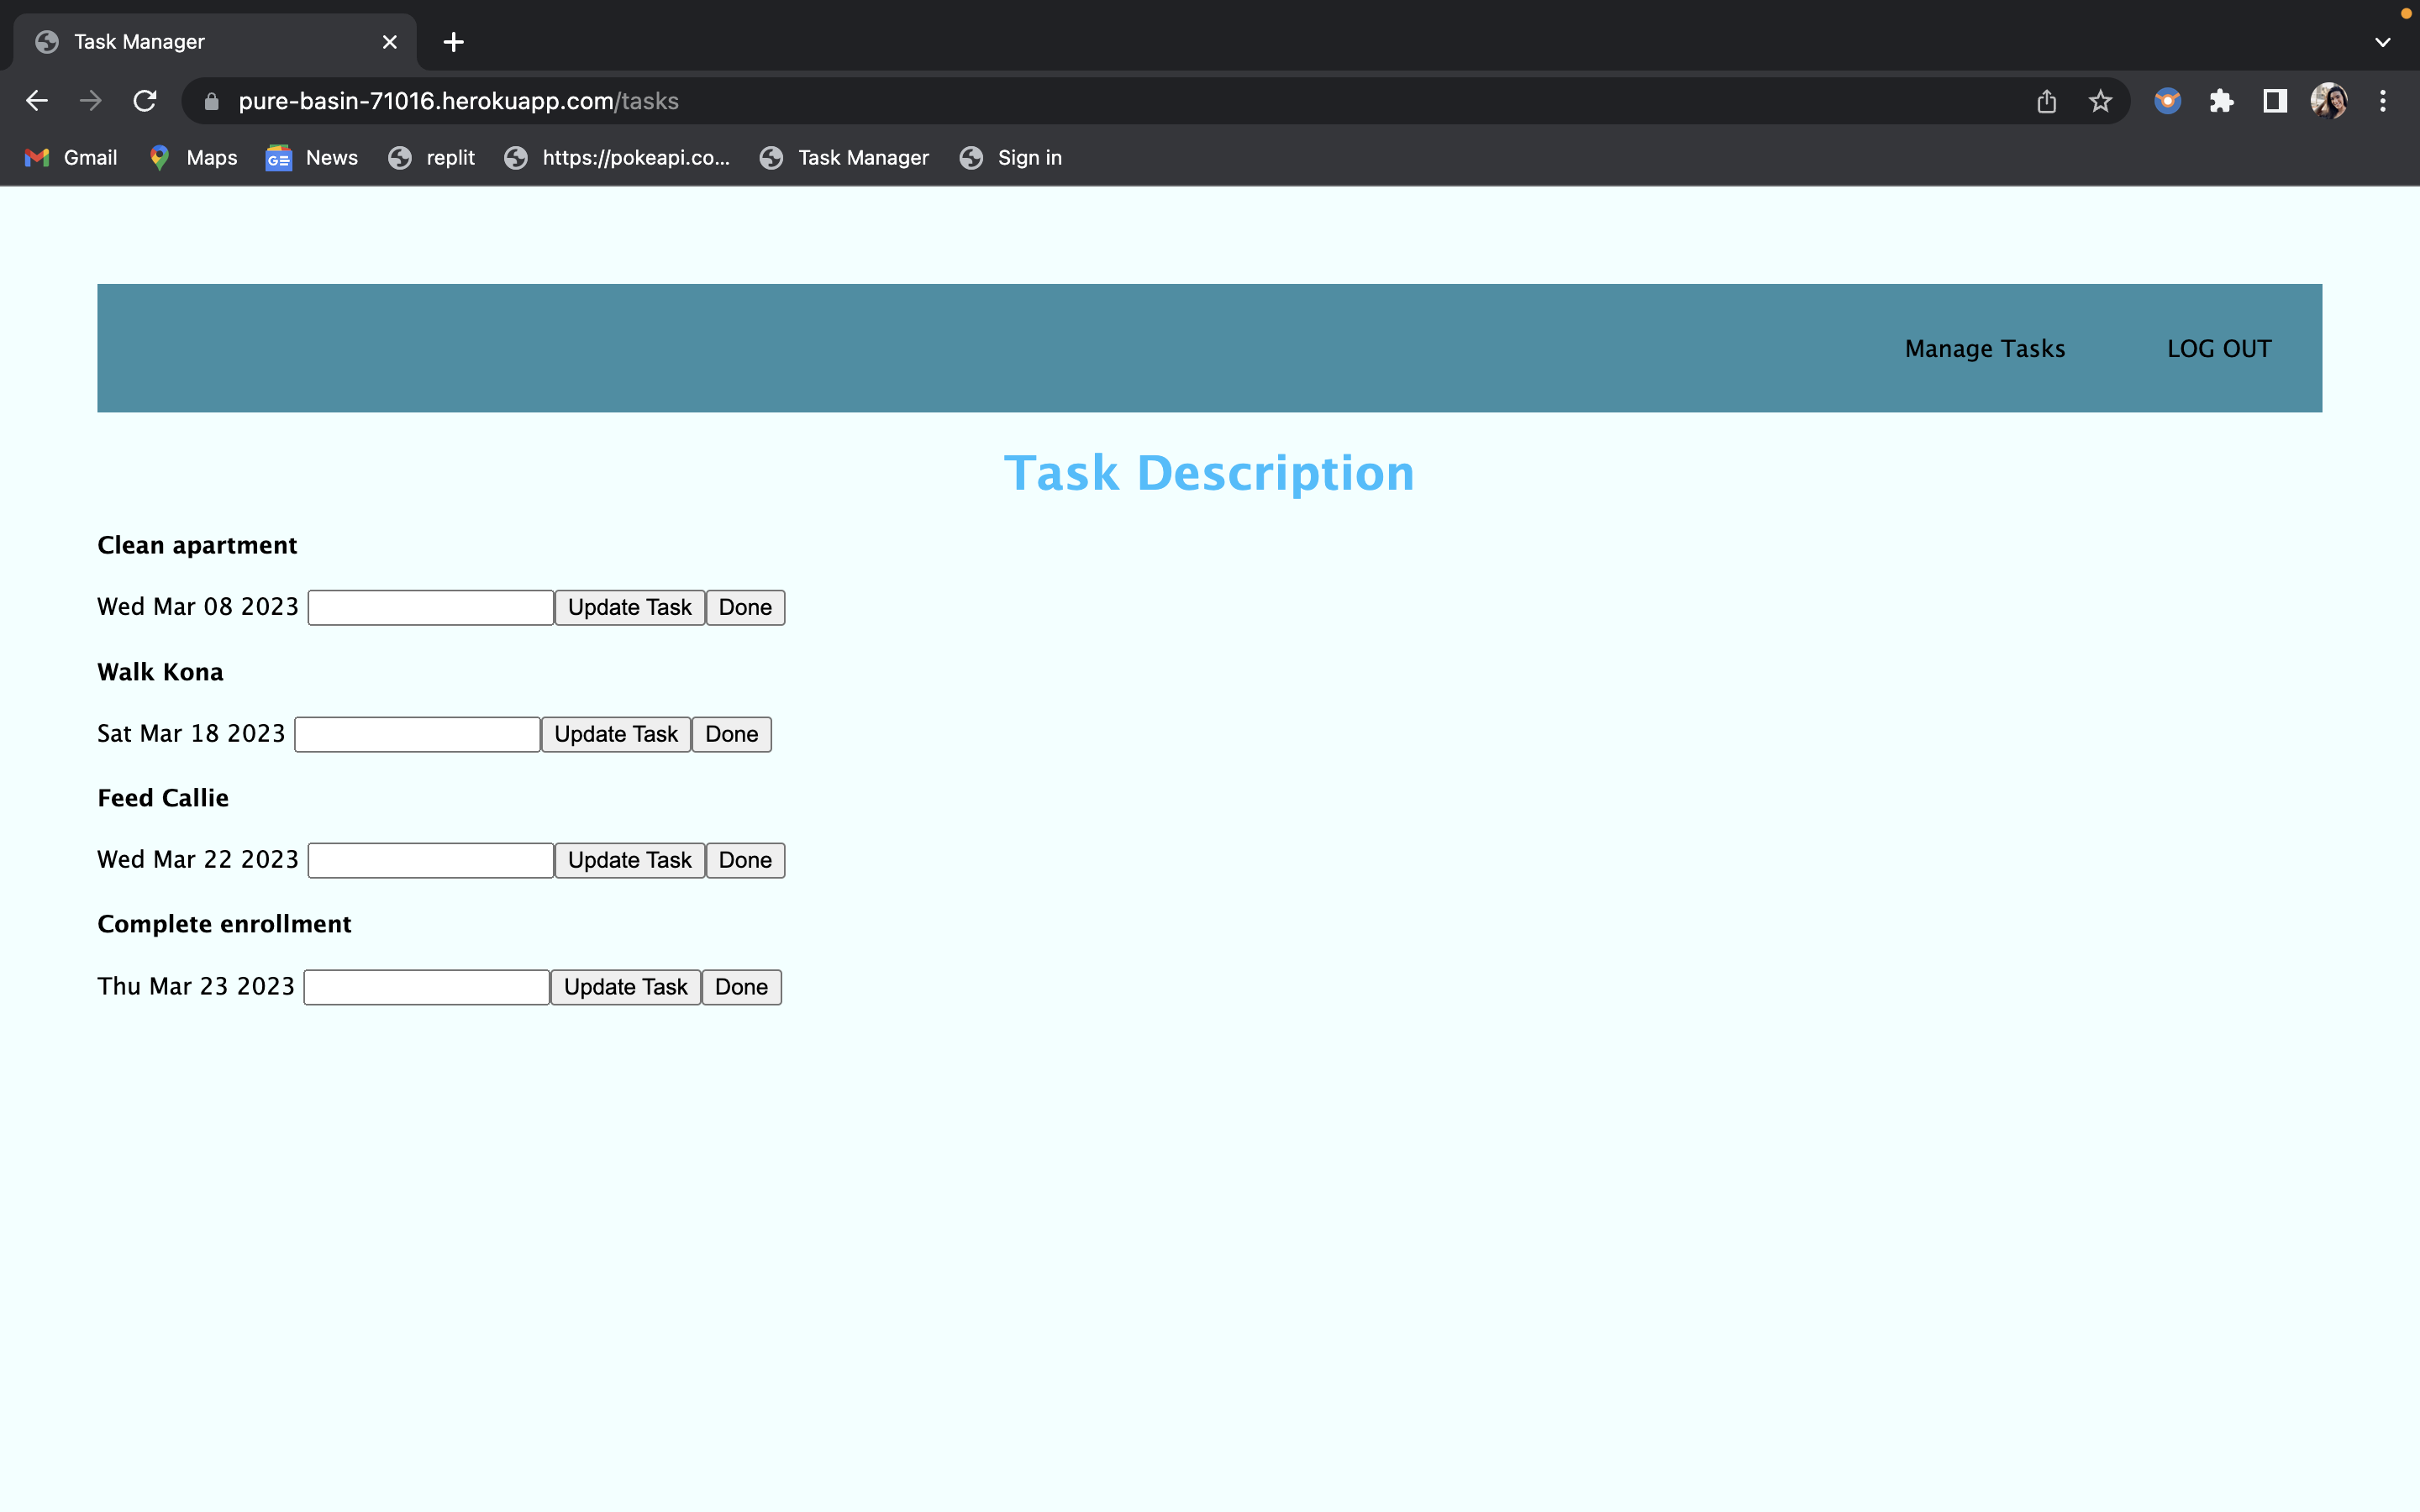 Task Manager
pure-basin-71016.herokuapp.com/tasks
Gmail Maps GE News replit https://pokeapi.co... Task Manager Sign in
Manage Tasks LOG OUT
Task Description
Clean apartment
Wed Mar 08 2023 Update Task Done
Walk Kona
Sat Mar 18 2023 Update Task Done
Feed Callie
Wed Mar 22 2023 Update Task Done
Complete enrollment
Thu Mar 23 2023 Update Task Done